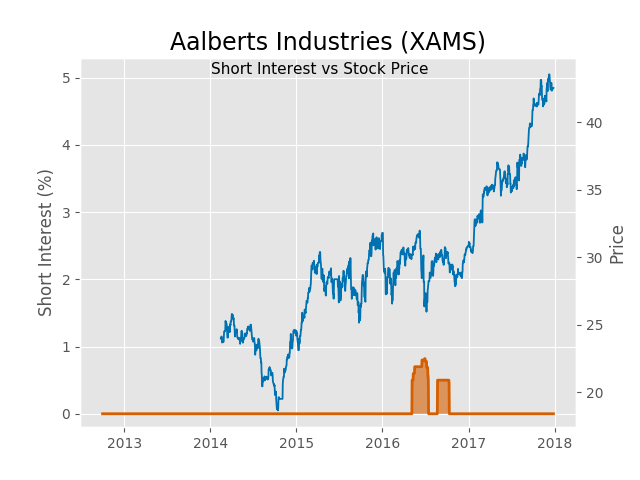 Aalberts Industries (XAMS)
Short Interest vs Stock Price
Short Interest (%)
5
4
3
2
1
0
40
35
30
25
20
Price
2013 2014 2015 2016 2017 2018